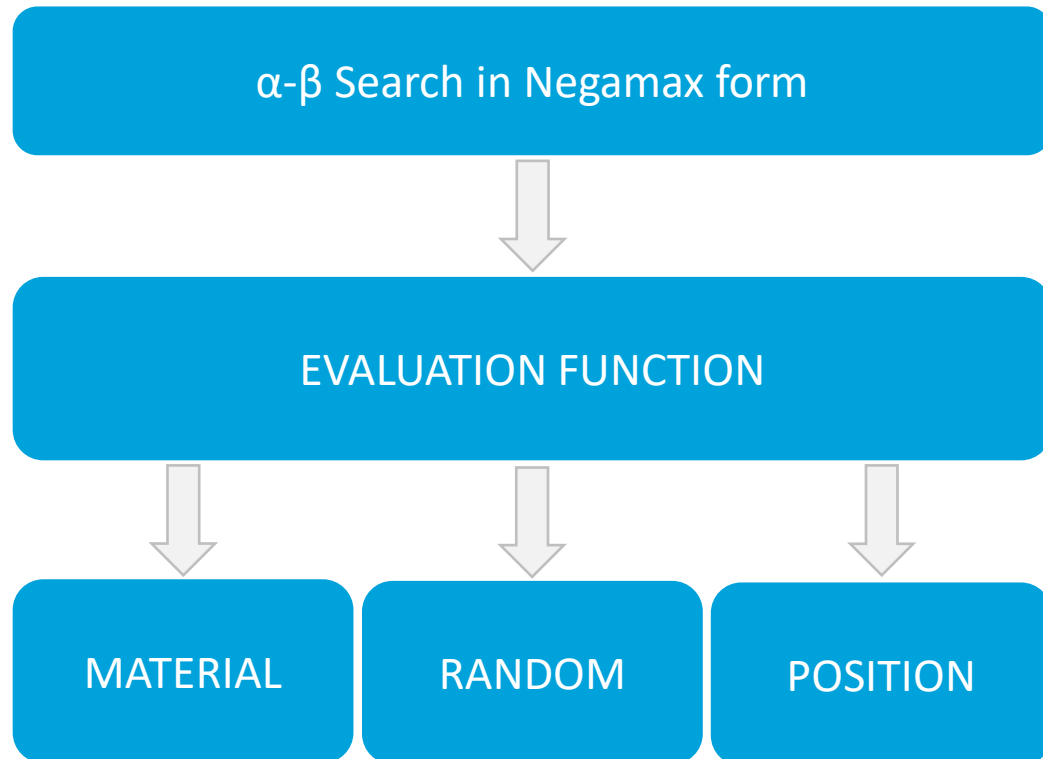 α-β Search in Negamax form
EVALUATION FUNCTION
MATERIAL
RANDOM
POSITION